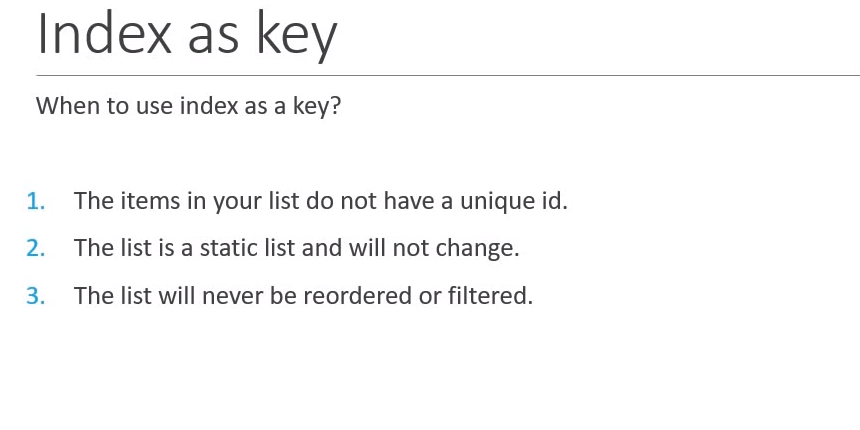 Index as key
When to use index as a key?
1. The items in your list do not have a unique id.
2. The list is a static list and will not change.
3. The list will never be reordered or filtered.